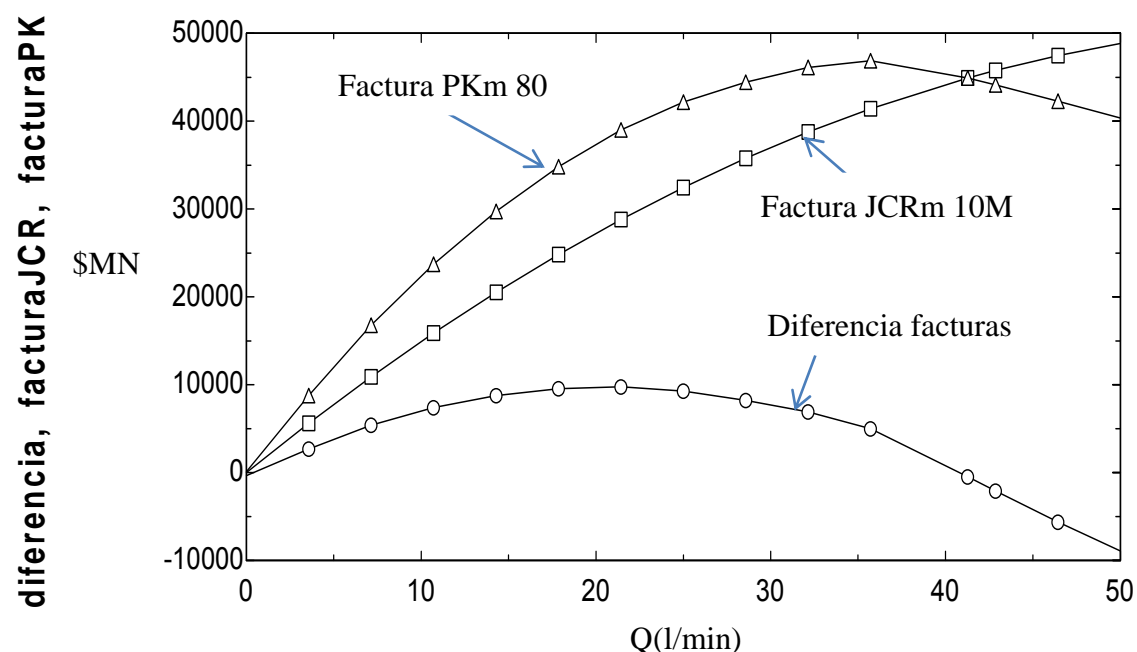 diferencia, facturaJCR, facturaPK
$MN
50000
40000
30000
20000
10000
0
-10000
Factura PKm 80
Factura JCRm 10M
Diferencia facturas
0 10 20 30 40 50
Q(l/min)